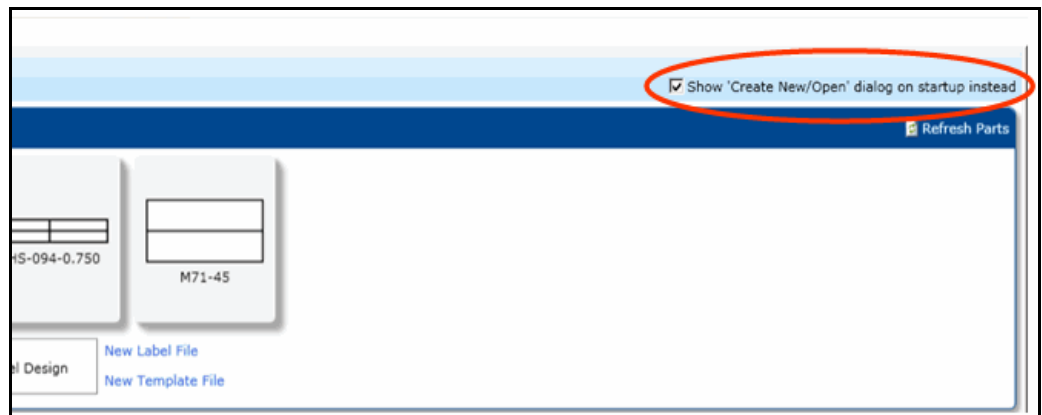 Show 'Create New/Open' dialog on startup instead
Refresh Parts
HS-094-0.750
M71-45
New Label File
Design
New Template File